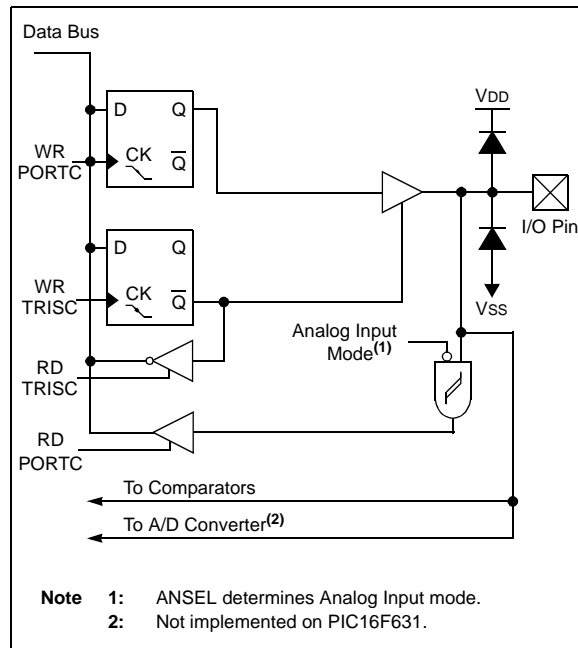 Data Bus
D Q
VDD
WR
PORTC
CK
Q
I/O Pin
D Q
WR
TRISC
CK
Q
VSS
Analog Input
Mode(1)
RD
TRISC
RD
PORTC
To Comparators
To A/D Converter(2)
Note 1: ANSEL determines Analog Input mode.
2: Not implemented on PIC16F631.